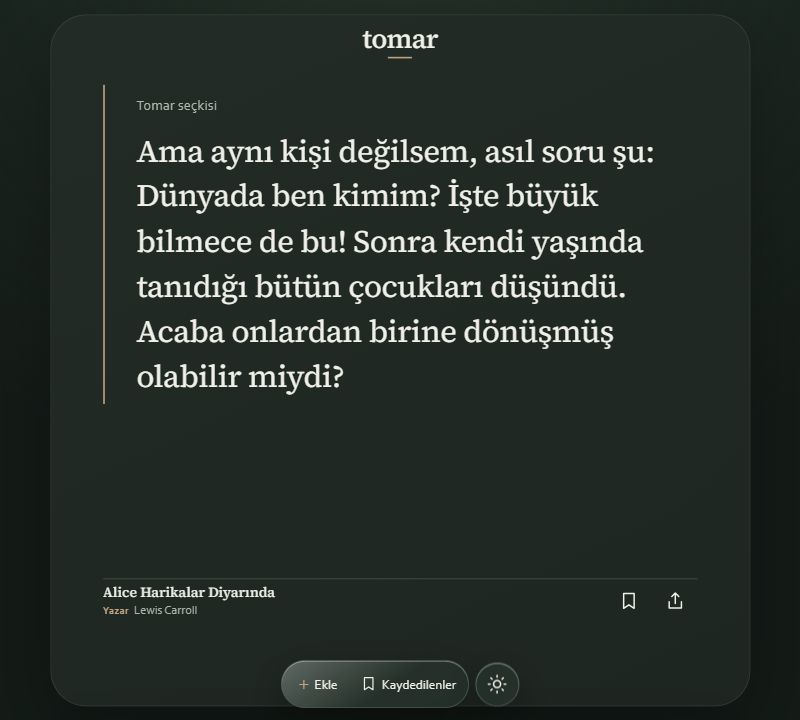 tomar
Tomar seçkisi
Ama aynı kişi değilsem, asıl soru şu:
Dünyada ben kimim? İşte büyük
bilmece de bu! Sonra kendi yaşında
tanıdığı bütün çocukları düşündü.
Acaba onlardan birine dönüşmüş
olabilir miydi?
Alice Harikalar Diyarında
Yazar Lewis Carroll
+ Ekle Kaydedilenler